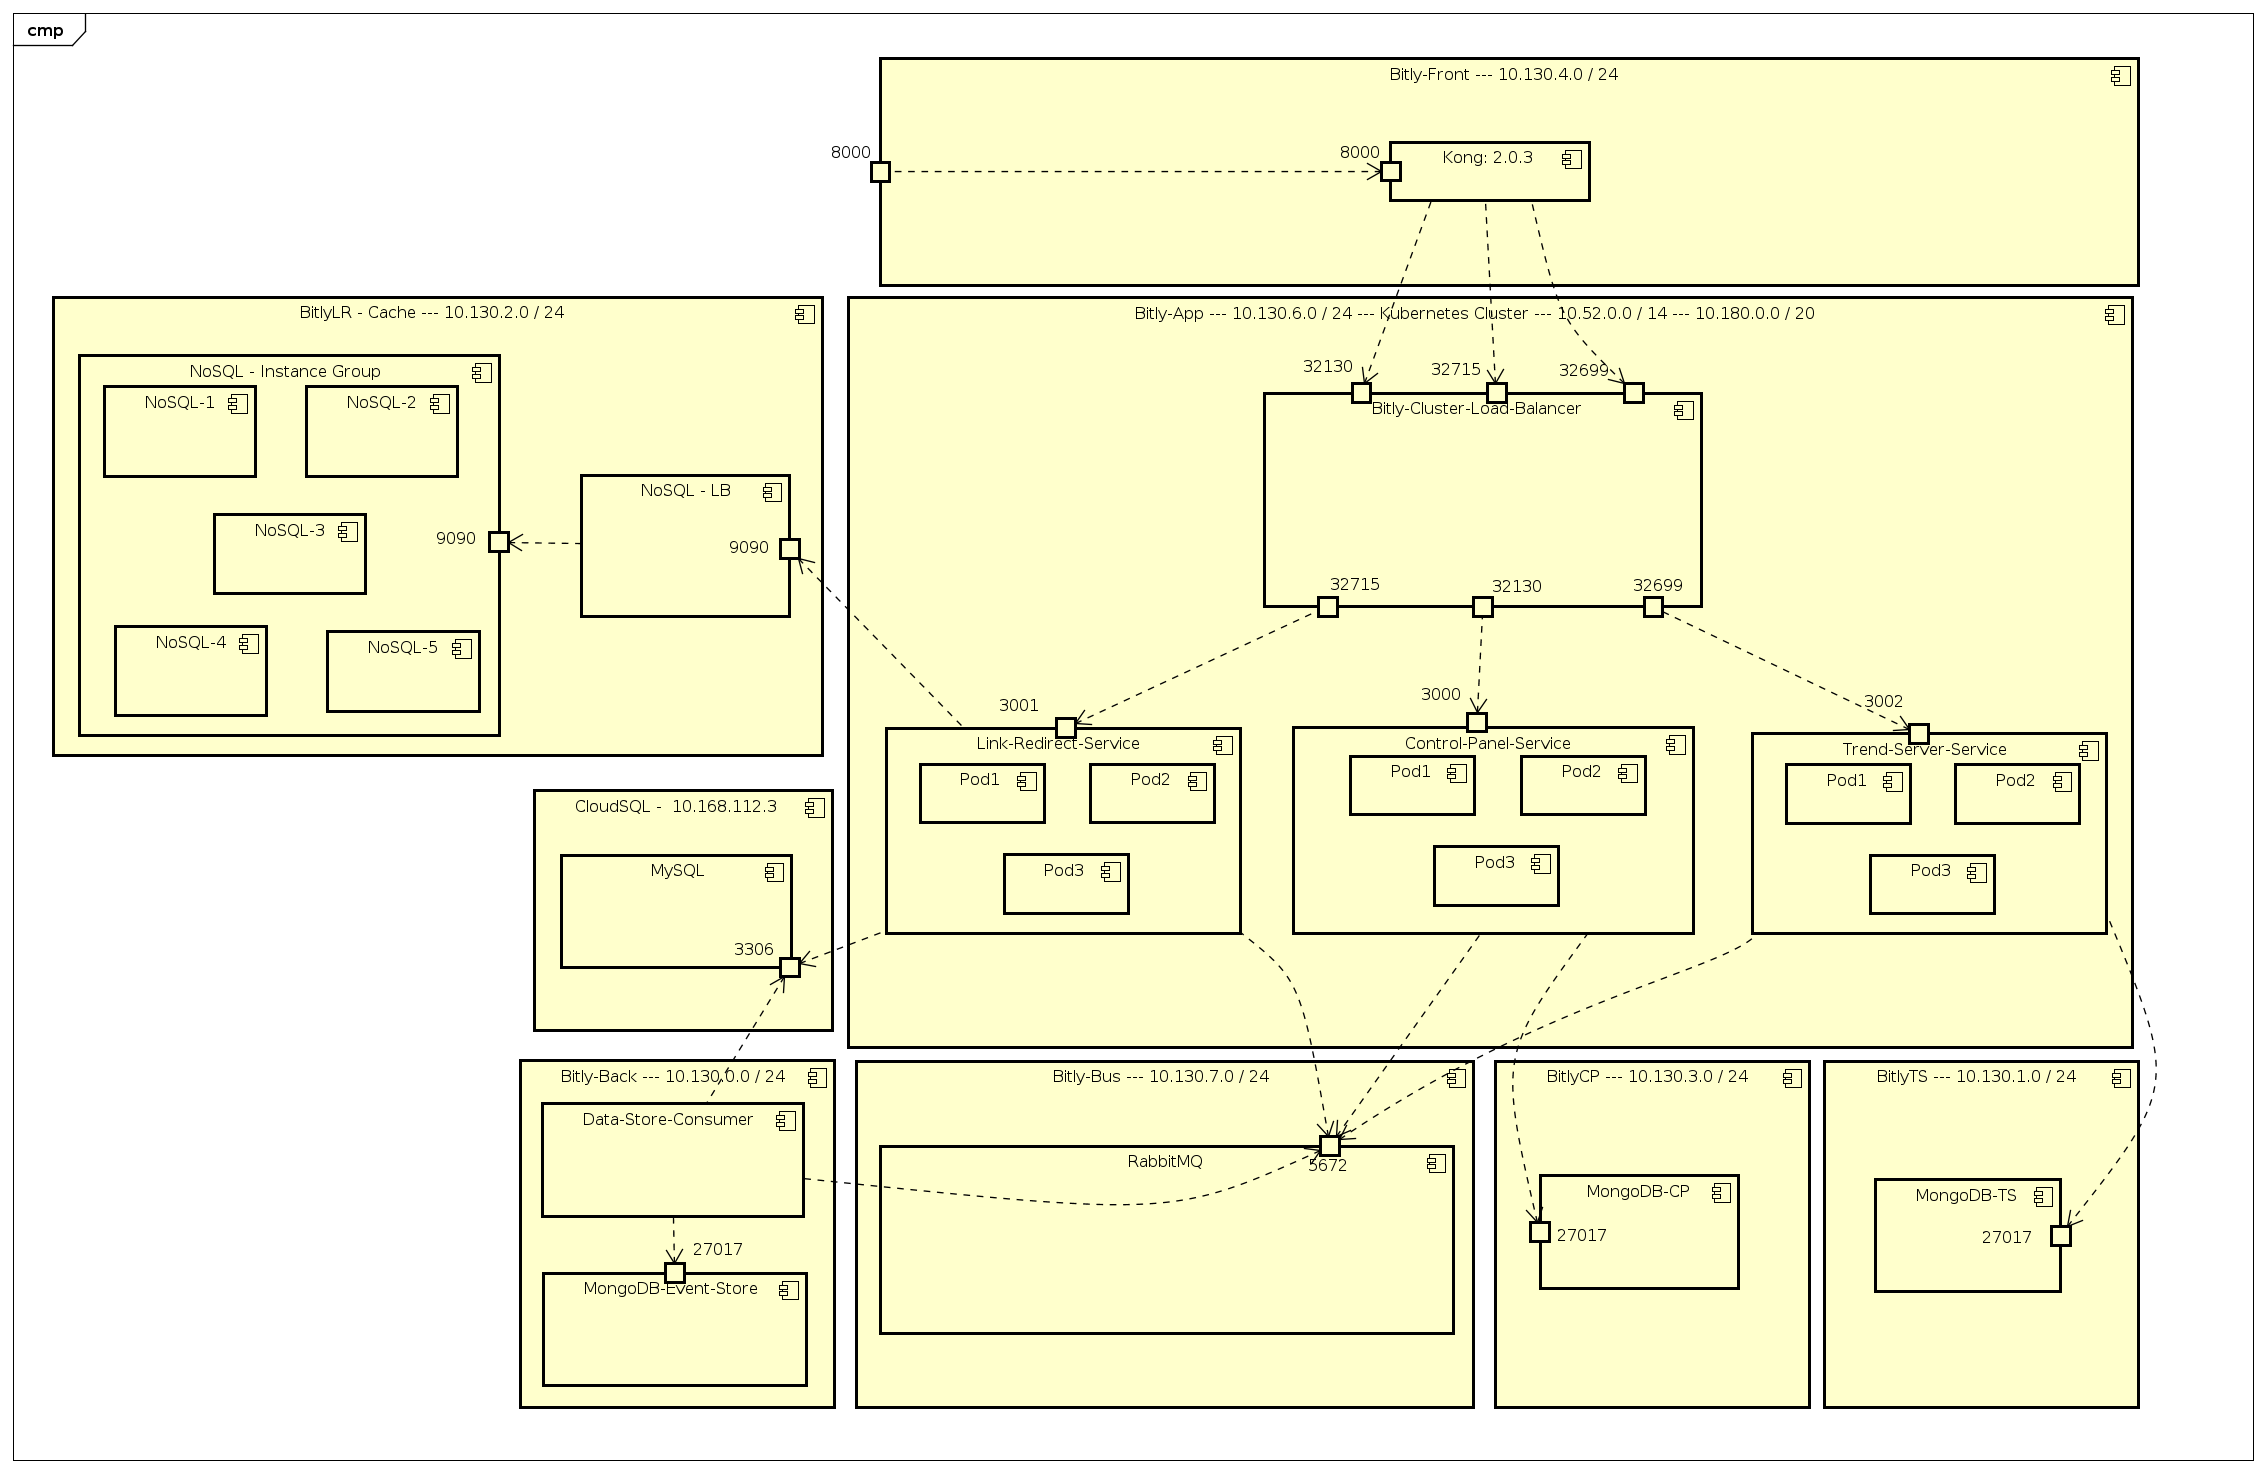 cmp
Bitly-Front --- 10.130.4.0 / 24
8000
8000
Kong: 2.0.3
BitlyLR - Cache --- 10.130.2.0 / 24
NoSQL - Instance Group
NoSQL-1
NoSQL-2
NoSQL-3
NoSQL-4
NoSQL-5
9090
NoSQL - LB
9090
Bitly-App --- 10.130.6.0 / 24 --- Kubernetes Cluster --- 10.52.0.0 / 14 --- 10.180.0.0 / 20
32130
32715
32699
Bitly-Cluster-Load-Balancer
32715
32130
32699
3001
Link-Redirect-Service
Pod1
Pod2
Pod3
3000
Control-Panel-Service
Pod1
Pod2
Pod3
3002
Trend-Server-Service
Pod1
Pod2
Pod3
CloudSQL - 10.168.112.3
MySQL
3306
Bitly-Back --- 10.130.0.0 / 24
Data-Store-Consumer
27017
MongoDB-Event-Store
Bitly-Bus --- 10.130.7.0 / 24
RabbitMQ
5672
BitlyCP --- 10.130.3.0 / 24
MongoDB-CP
27017
BitlyTS --- 10.130.1.0 / 24
MongoDB-TS
27017